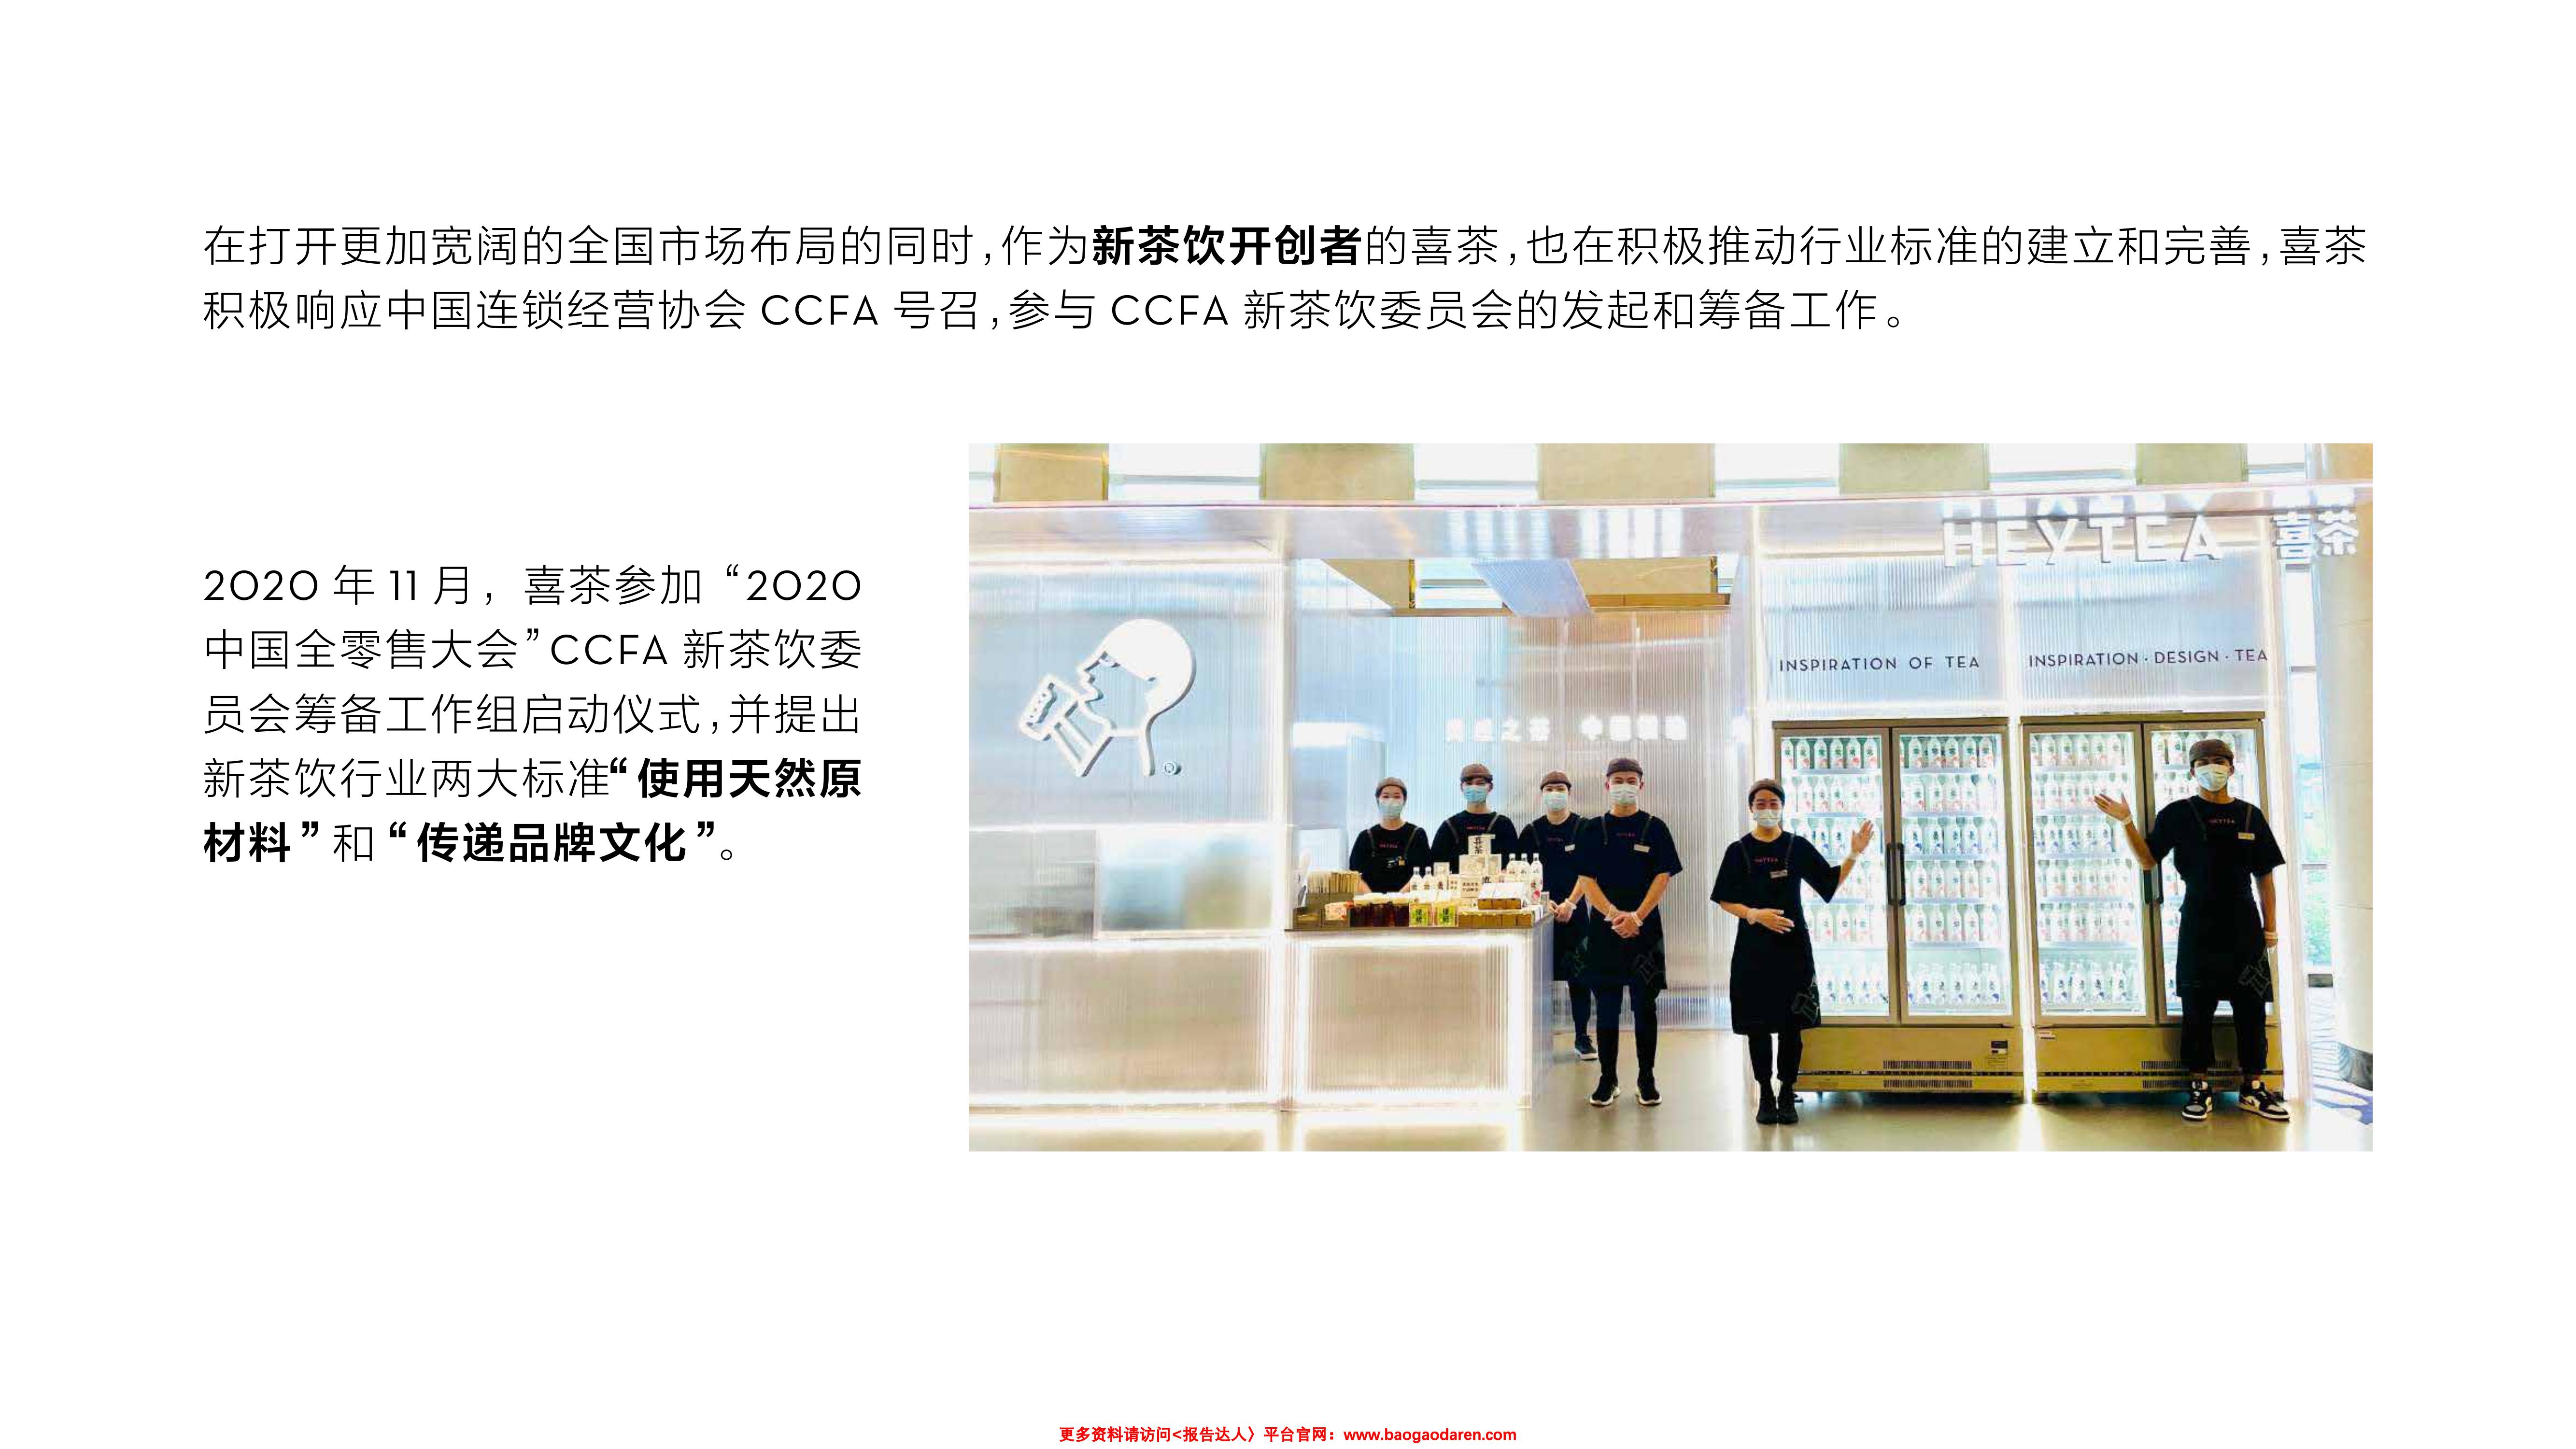 在打开更加宽阔的全国市场布局的同时,作为新茶饮开创者的喜茶,也在积极推动行业标准的建立和完善,喜茶
积极响应中国连锁经营协会 CCFA 号召,参与 CCFA 新茶饮委员会的发起和筹备工作。
2020 年 11 月，喜茶参加 “2020
中国全零售大会”CCFA 新茶饮委
员会筹备工作组启动仪式,并提出
新茶饮行业两大标准“使用天然原
材料”和“传递品牌文化”。
HEYTEA 喜茶
INSPIRATION OF TEA
INSPIRATION · DESIGN · TEA
®
更多资料请访问<报告达人〉平台官网：www.baogaodaren.com